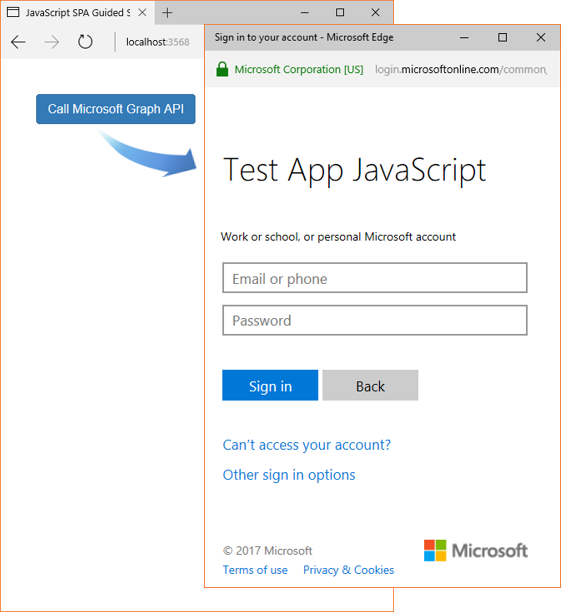 JavaScript SPA Guided S
localhost:3568
Call Microsoft Graph API
Sign in to your account - Microsoft Edge
Microsoft Corporation [US] login.microsoftonline.com/common
Test App JavaScript
Work or school, or personal Microsoft account
Email or phone
Password
Sign in Back
Can't access your account?
Other sign in options
© 2017 Microsoft
Microsoft
Terms of use Privacy & Cookies